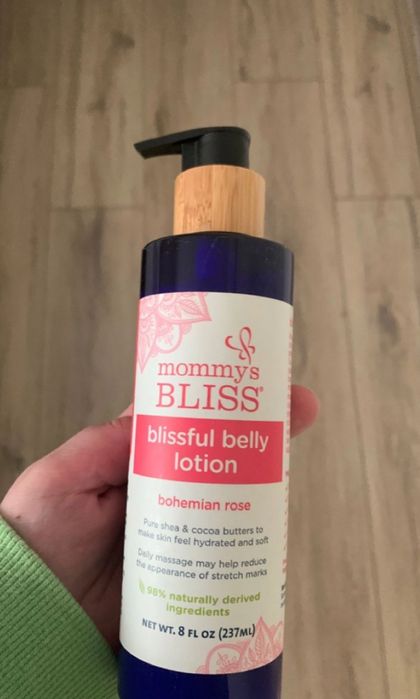 mommy's
BLISS®
blissful belly
lotion
bohemian rose
Pure shea & cocoa butters to
make skin feel hydrated and soft
Daily massage may help reduce
the appearance of stretch marks
98% naturally derived
ingredients
NET WT. 8 FL OZ (237ML)